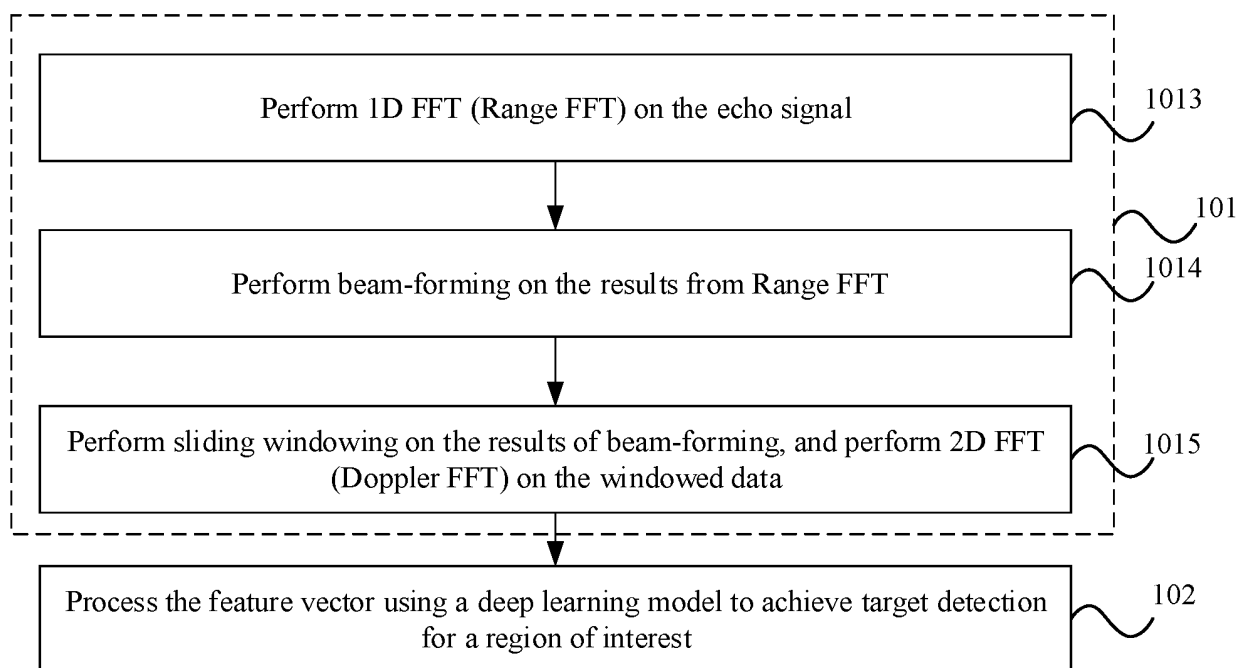 Perform 1D FFT (Range FFT) on the echo signal
1013
101
Perform beam-forming on the results from Range FFT
1014
Perform sliding windowing on the results of beam-forming, and perform 2D FFT
(Doppler FFT) on the windowed data
1015
Process the feature vector using a deep learning model to achieve target detection
for a region of interest
102